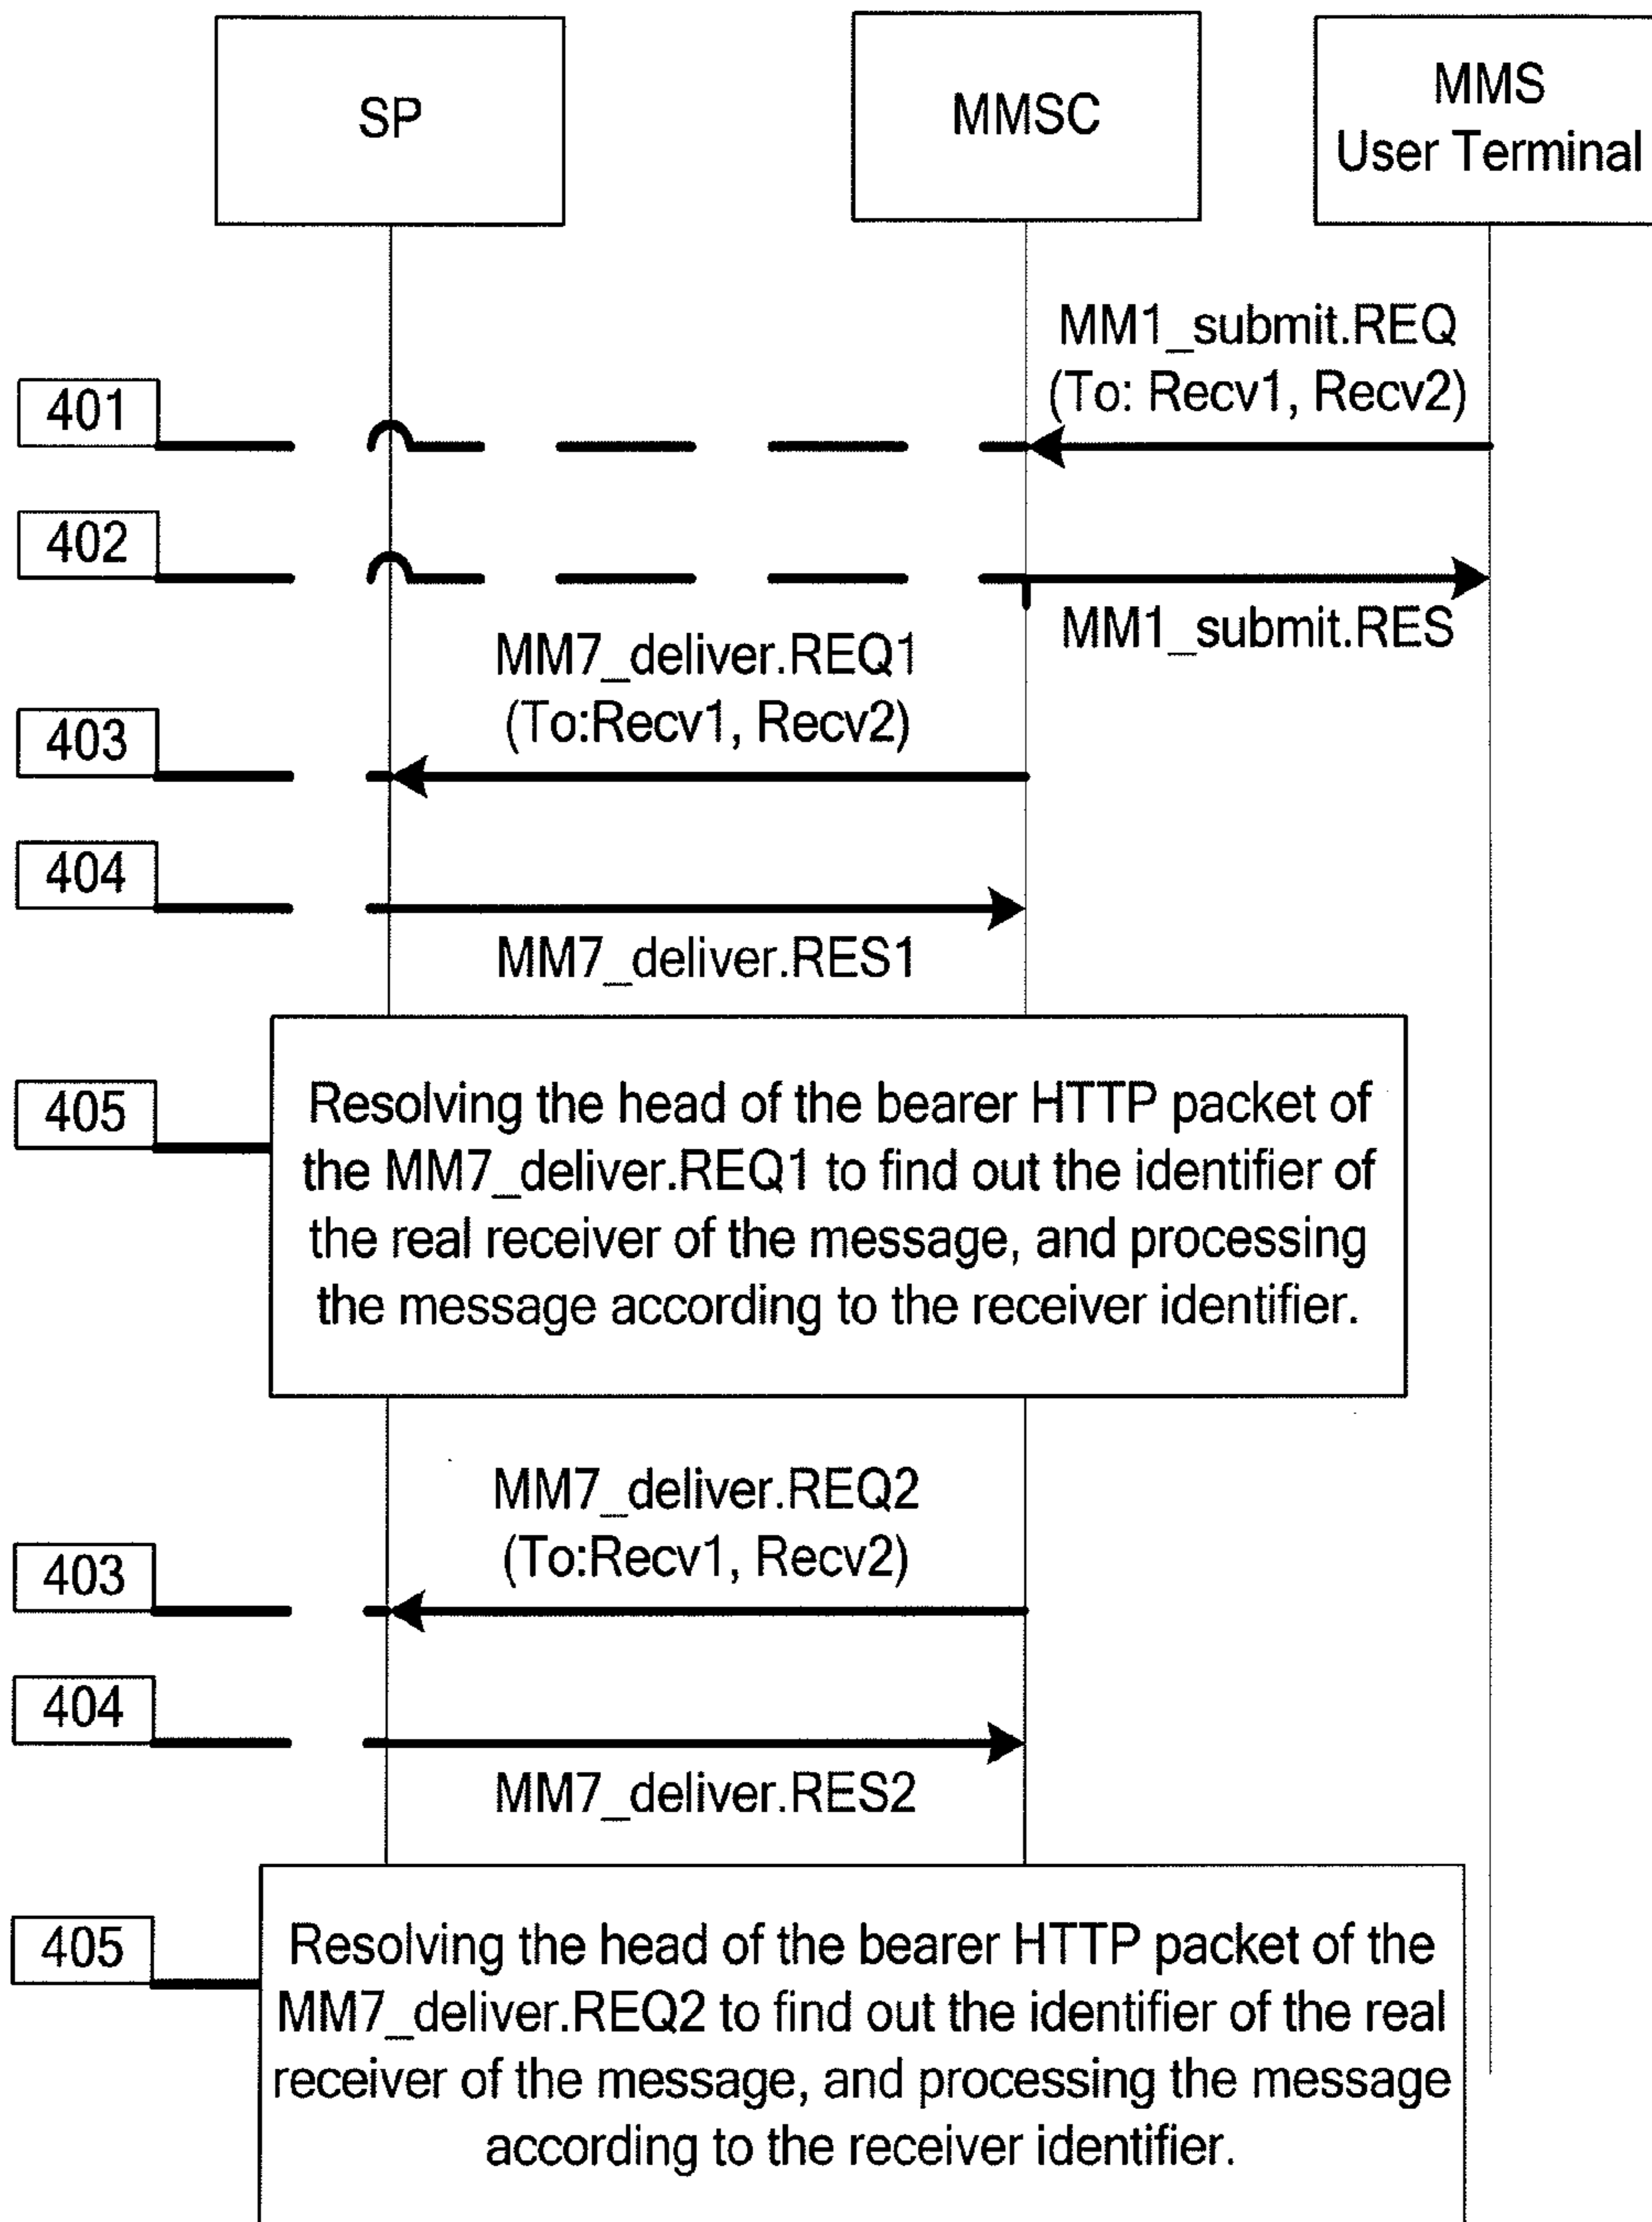 SP
MMSC
MMS
User Terminal
MM1_submit.REQ
(To: Recv1, Recv2)
401
402
MM1_submit.RES
MM7_deliver.REQ1
(To:Recv1, Recv2)
403
404
MM7_deliver.RES1
405
Resolving the head of the bearer HTTP packet of
the MM7_deliver.REQ1 to find out the identifier of
the real receiver of the message, and processing
the message according to the receiver identifier.
MM7_deliver.REQ2
(To:Recv1, Recv2)
403
404
MM7_deliver.RES2
405
Resolving the head of the bearer HTTP packet of the
MM7_deliver.REQ2 to find out the identifier of the real
receiver of the message, and processing the message
according to the receiver identifier.